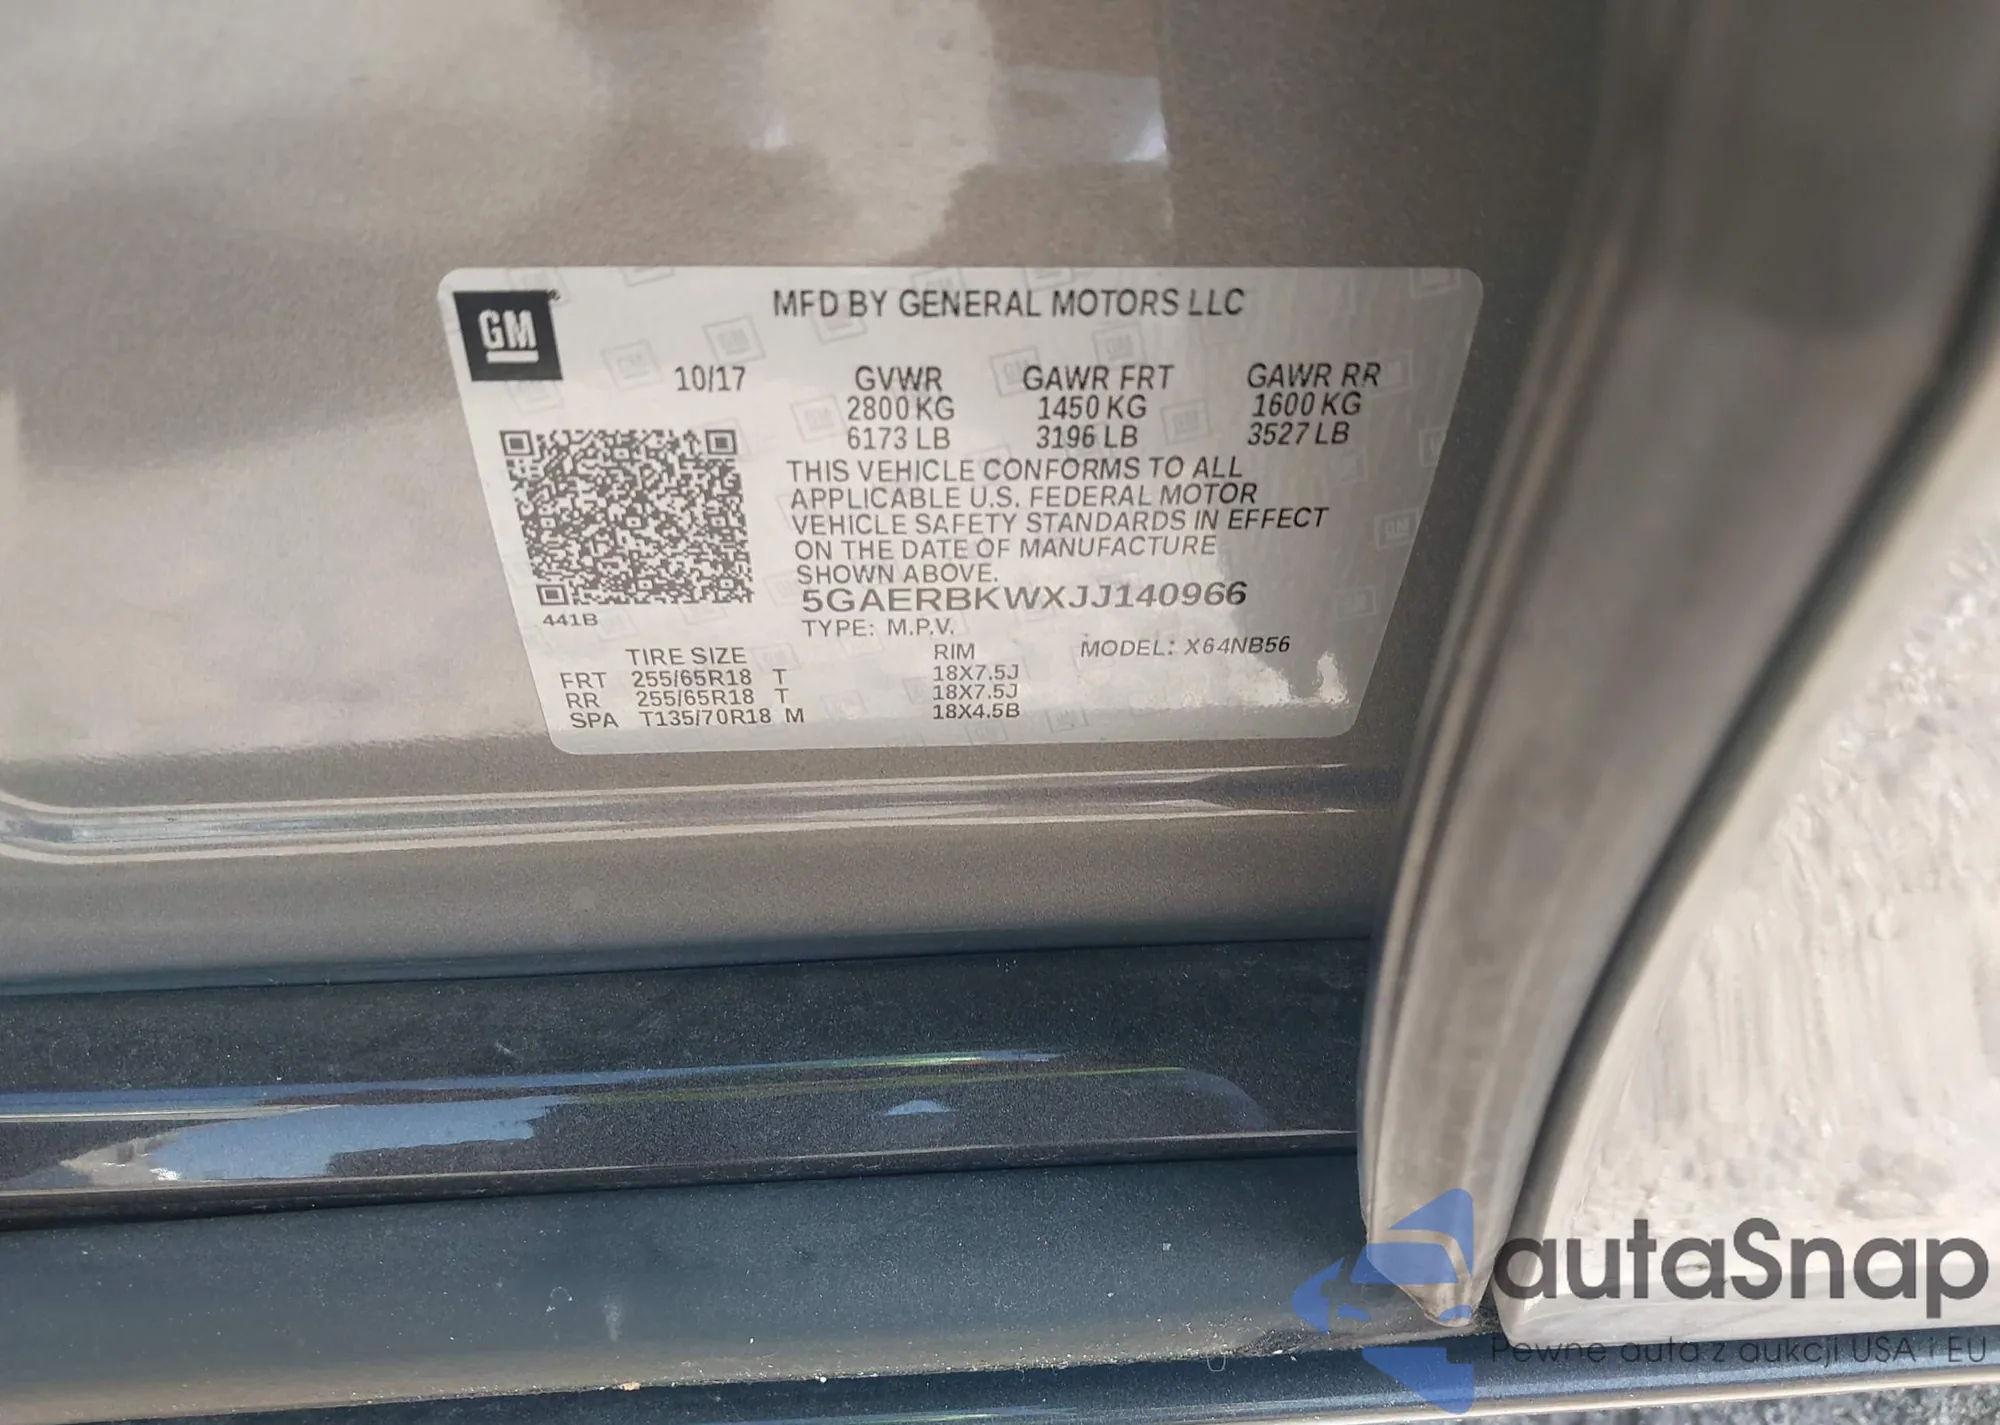 GM
MFD BY GENERAL MOTORS LLC
10/17 GVWR GAWR FRT GAWR RR
2800 KG 1450 KG 1600 KG
6173 LB 3196 LB 3527 LB
THIS VEHICLE CONFORMS TO ALL
APPLICABLE U.S. FEDERAL MOTOR
VEHICLE SAFETY STANDARDS IN EFFECT
ON THE DATE OF MANUFACTURE
SHOWN ABOVE.
5GAERBKWXJJ140966
441B
TYPE: M.P.V.
MODEL: X64NB56
TIRE SIZE RIM
FRT 255/65R18 T 18X7.5J
RR 255/65R18 T 18X7.5J
SPA T135/70R18 M 18X4.5B
autaSnap
Pewne auta z aukcji USA i EU